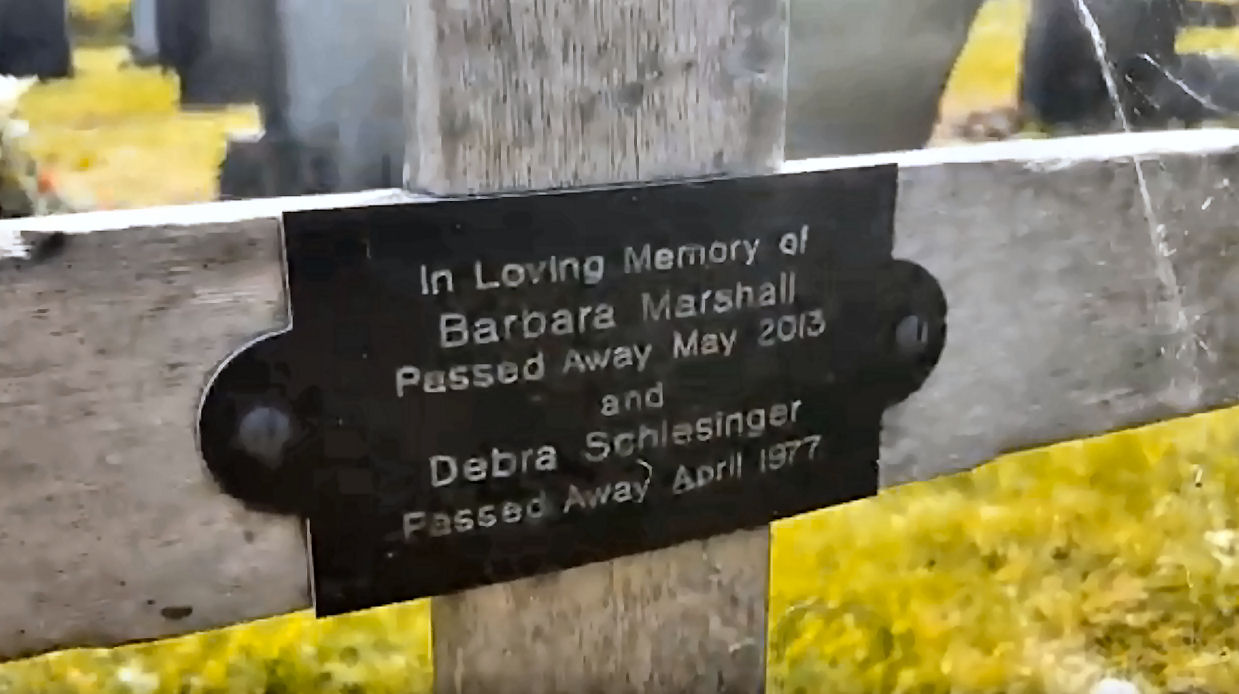 In Loving Memory of
Barbara Marshall
Passed Away May 2013
and
Debra Schlesinger
Passed Away April 1977